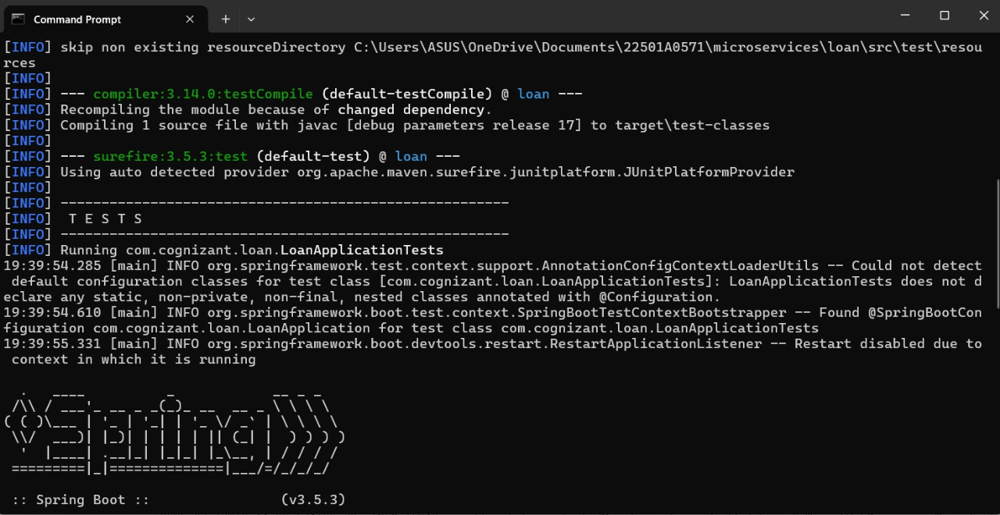 Command Prompt
[INFO] skip non existing resourceDirectory C:\Users\ASUS\OneDrive\Documents\22501A0571\microservices\loan\src\test\resou
rces
[INFO]
[INFO] --- compiler:3.14.0:testCompile (default-testCompile) @ loan ---
[INFO] Recompiling the module because of changed dependency.
[INFO] Compiling 1 source file with javac [debug parameters release 17] to target\test-classes
[INFO]
[INFO] --- surefire:3.5.3:test (default-test) @ loan ---
[INFO] Using auto detected provider org.apache.maven.surefire.junitplatform.JUnitPlatformProvider
[INFO]
[INFO] -------------------------------------------------------
[INFO]  T E S T S
[INFO] -------------------------------------------------------
[INFO] Running com.cognizant.loan.LoanApplicationTests
19:39:54.285 [main] INFO org.springframework.test.context.support.AnnotationConfigContextLoaderUtils -- Could not detect
 default configuration classes for test class [com.cognizant.loan.LoanApplicationTests]: LoanApplicationTests does not d
eclare any static, non-private, non-final, nested classes annotated with @Configuration.
19:39:54.610 [main] INFO org.springframework.boot.test.context.SpringBootTestContextBootstrapper -- Found @SpringBootCon
figuration com.cognizant.loan.LoanApplication for test class com.cognizant.loan.LoanApplicationTests
19:39:55.331 [main] INFO org.springframework.boot.devtools.restart.RestartApplicationListener -- Restart disabled due to
 context in which it is running

  .   ____          _            __ _ _
 /\\ / ___'_ __ _ _(_)_ __  __ _ \ \ \ \
( ( )\___ | '_ | '_| | '_ \/ _` | \ \ \ \
 \\/  ___)| |_)| | | | | || (_| |  ) ) ) )
  '  |____| .__|_| |_|_| |_\__, | / / / /
 =========|_|==============|___/=/_/_/_/

 :: Spring Boot ::                (v3.5.3)